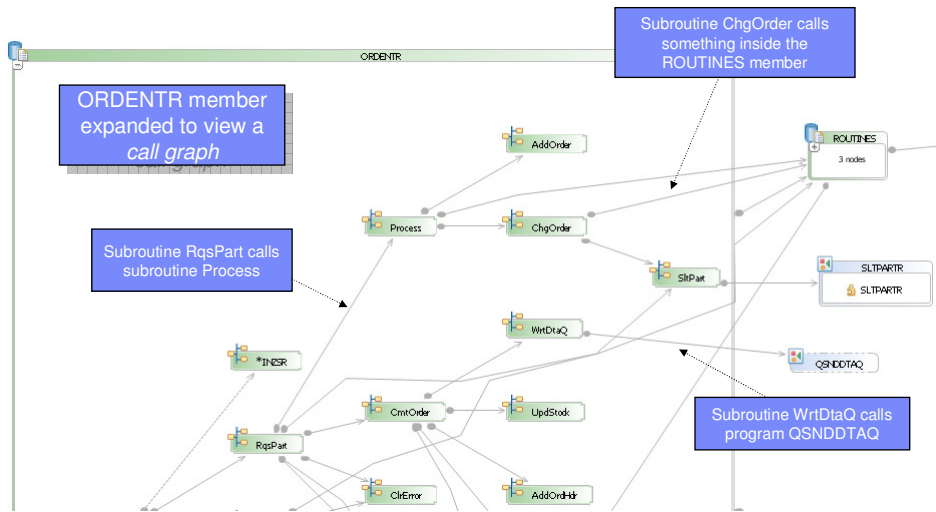 Subroutine ChgOrder calls
something inside the
ROUTINES member
ORDENTR
ORDENTR member
expanded to view a
call graph
AddOrder
ROUTINES
3 nodes
Process
ChgOrder
Subroutine RqsPart calls
subroutine Process
SltPart
SLTPARTR
SLTPARTR
WrtDtaQ
*INZSR
QSNDDTAQ
CmtOrder
UpdStock
Subroutine WrtDtaQ calls
program QSNDDTAQ
RqsPart
ClrError
AddOrdHdr